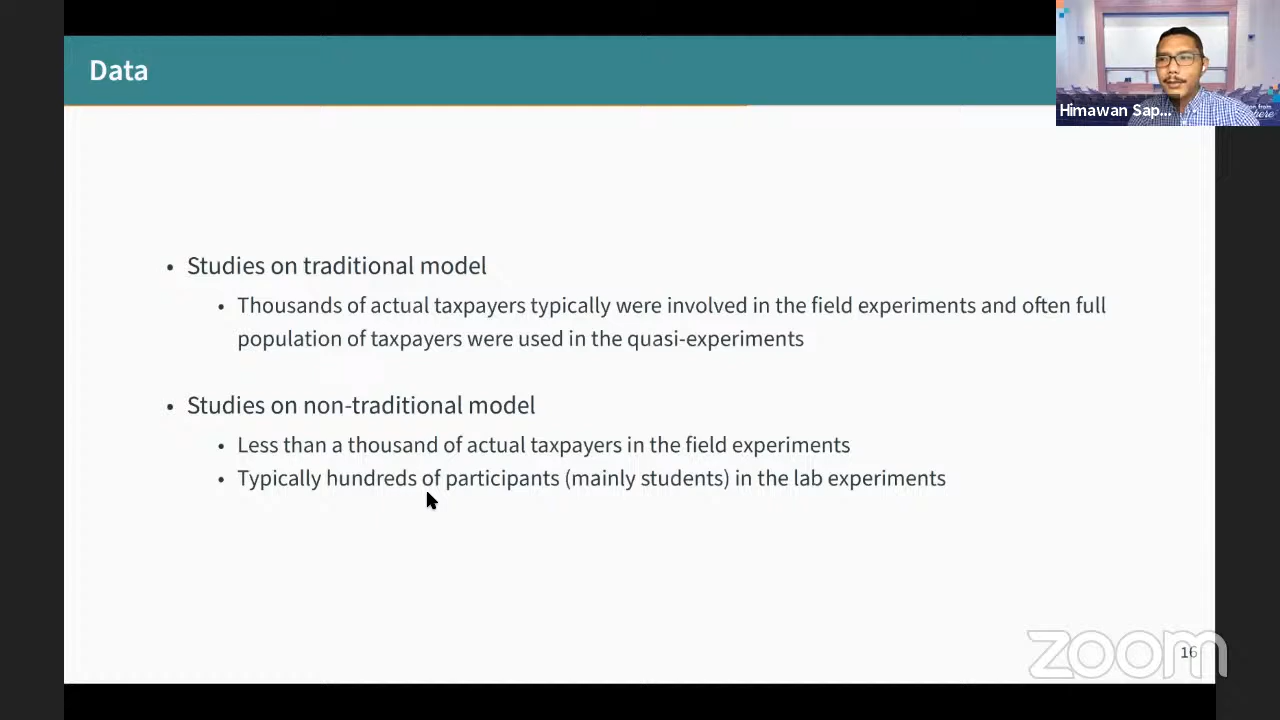 Data
Himawan Sap...
• Studies on traditional model
• Thousands of actual taxpayers typically were involved in the field experiments and often full
population of taxpayers were used in the quasi-experiments
• Studies on non-traditional model
• Less than a thousand of actual taxpayers in the field experiments
• Typically hundreds of participants (mainly students) in the lab experiments
zoom
16